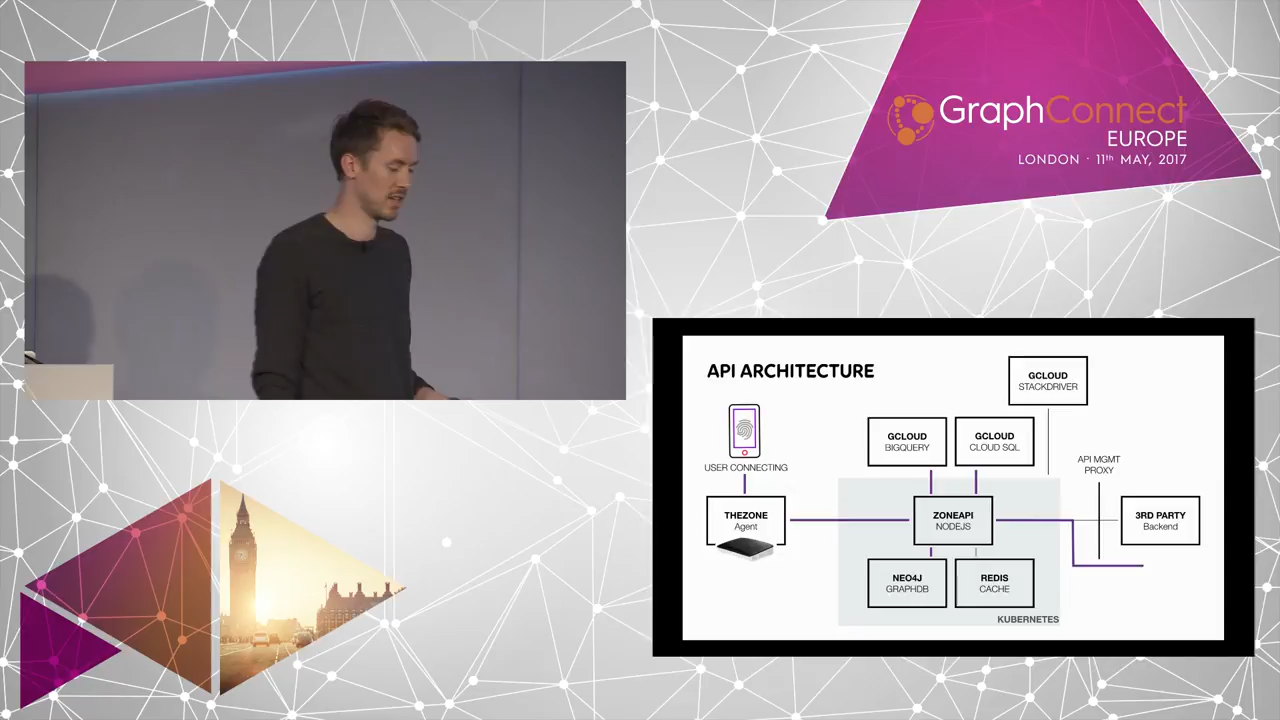 GraphConnect
EUROPE
LONDON · 11th MAY, 2017
API ARCHITECTURE
GCLOUD
STACKDRIVER
GCLOUD
BIGQUERY
GCLOUD
CLOUD SQL
USER CONNECTING
API MGMT
PROXY
THEZONE
Agent
ZONEAPI
NODEJS
3RD PARTY
Backend
NEO4J
GRAPHDB
REDIS
CACHE
KUBERNETES